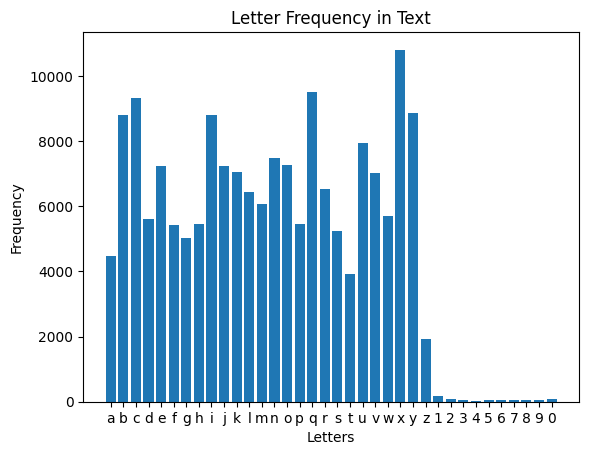 Letter Frequency in Text
Frequency
10000
8000
6000
4000
2000
0
a b c d e f g h i j k l m n o p q r s t u v w x y z 1 2 3 4 5 6 7 8 9 0
Letters